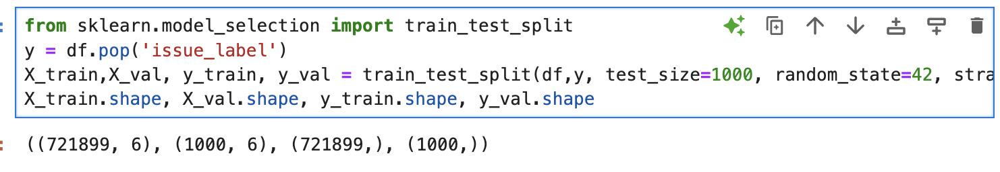 from sklearn.model_selection import train_test_split
y = df.pop('issue_label')
X_train,X_val, y_train, y_val = train_test_split(df,y, test_size=1000, random_state=42, stra
X_train.shape, X_val.shape, y_train.shape, y_val.shape
((721899, 6), (1000, 6), (721899,), (1000,))